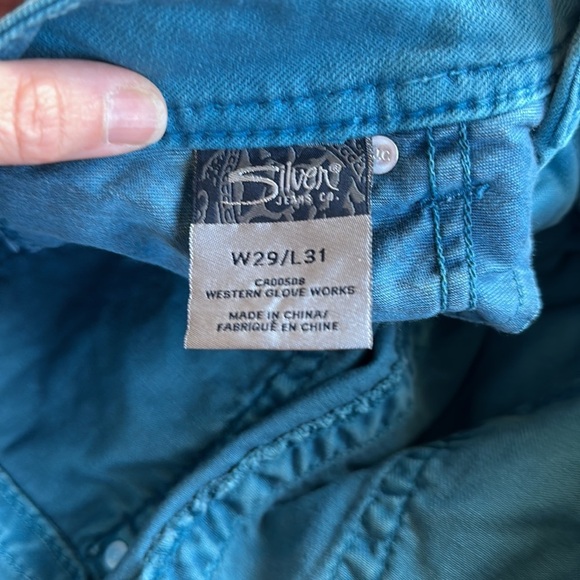 Silver
JEANS CO.
W29/L31
CA00508
WESTERN GLOVE WORKS
MADE IN CHINA/
FABRIQUÉ EN CHINE